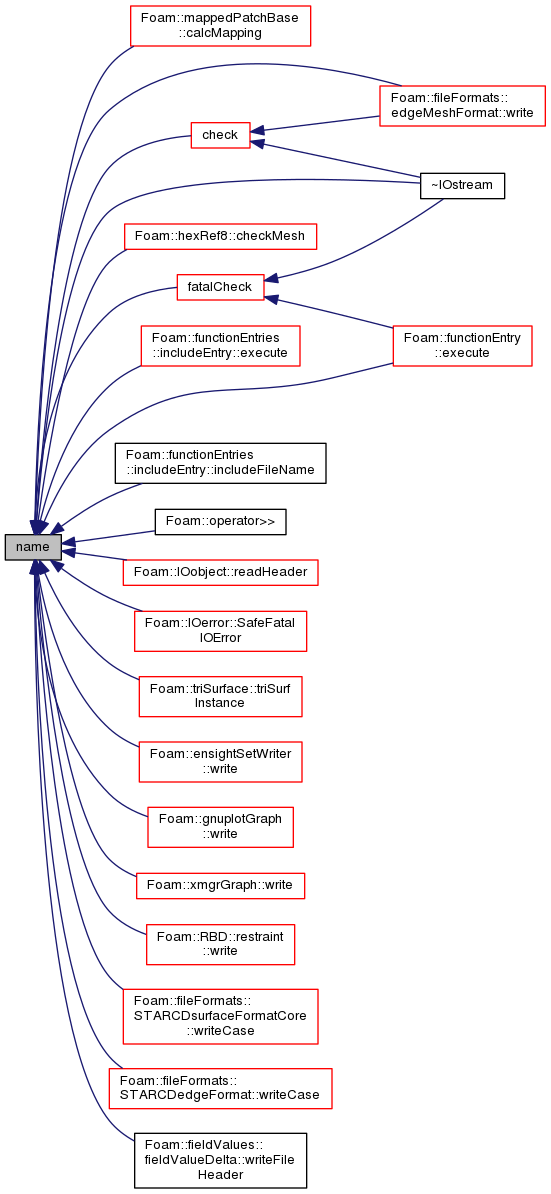 Foam::mappedPatchBase
::calcMapping
Foam::fileFormats::
edgeMeshFormat::write
check
~IOstream
Foam::hexRef8::checkMesh
fatalCheck
Foam::functionEntries
::includeEntry::execute
Foam::functionEntry
::execute
Foam::functionEntries
::includeEntry::includeFileName
Foam::operator>>
name
Foam::IOobject::readHeader
Foam::IOerror::SafeFatal
IOError
Foam::triSurface::triSurf
Instance
Foam::ensightSetWriter
::write
Foam::gnuplotGraph
::write
Foam::xmgrGraph::write
Foam::RBD::restraint
::write
Foam::fileFormats::
STARCDsurfaceFormatCore
::writeCase
Foam::fileFormats::
STARCDedgeFormat::writeCase
Foam::fieldValues::
fieldValueDelta::writeFile
Header